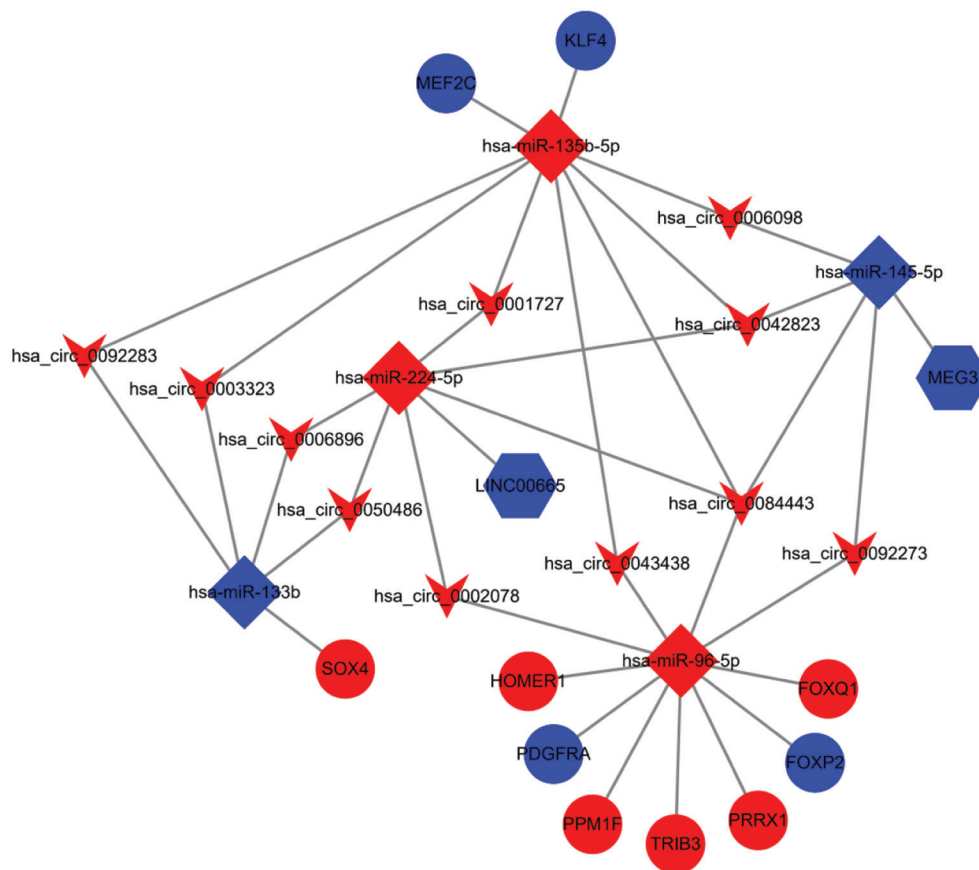 KLF4
MEF2C
hsa-miR-135b-5p
hsa_circ_0006098
hsa-miR-145-5p
hsa_circ_0001727
hsa_circ_0042823
hsa_circ_0092283
hsa-miR-224-5p
MEG3
hsa_circ_0003323
hsa_circ_0006896
LINC00665
hsa_circ_0050486
hsa_circ_0084443
hsa_circ_0092273
hsa_circ_0043438
hsa-miR-133b
hsa_circ_0002078
hsa-miR-96-5p
SOX4
HOMER1
FOXQ1
PDGFRA
FOXP2
PPM1F
PRRX1
TRIB3